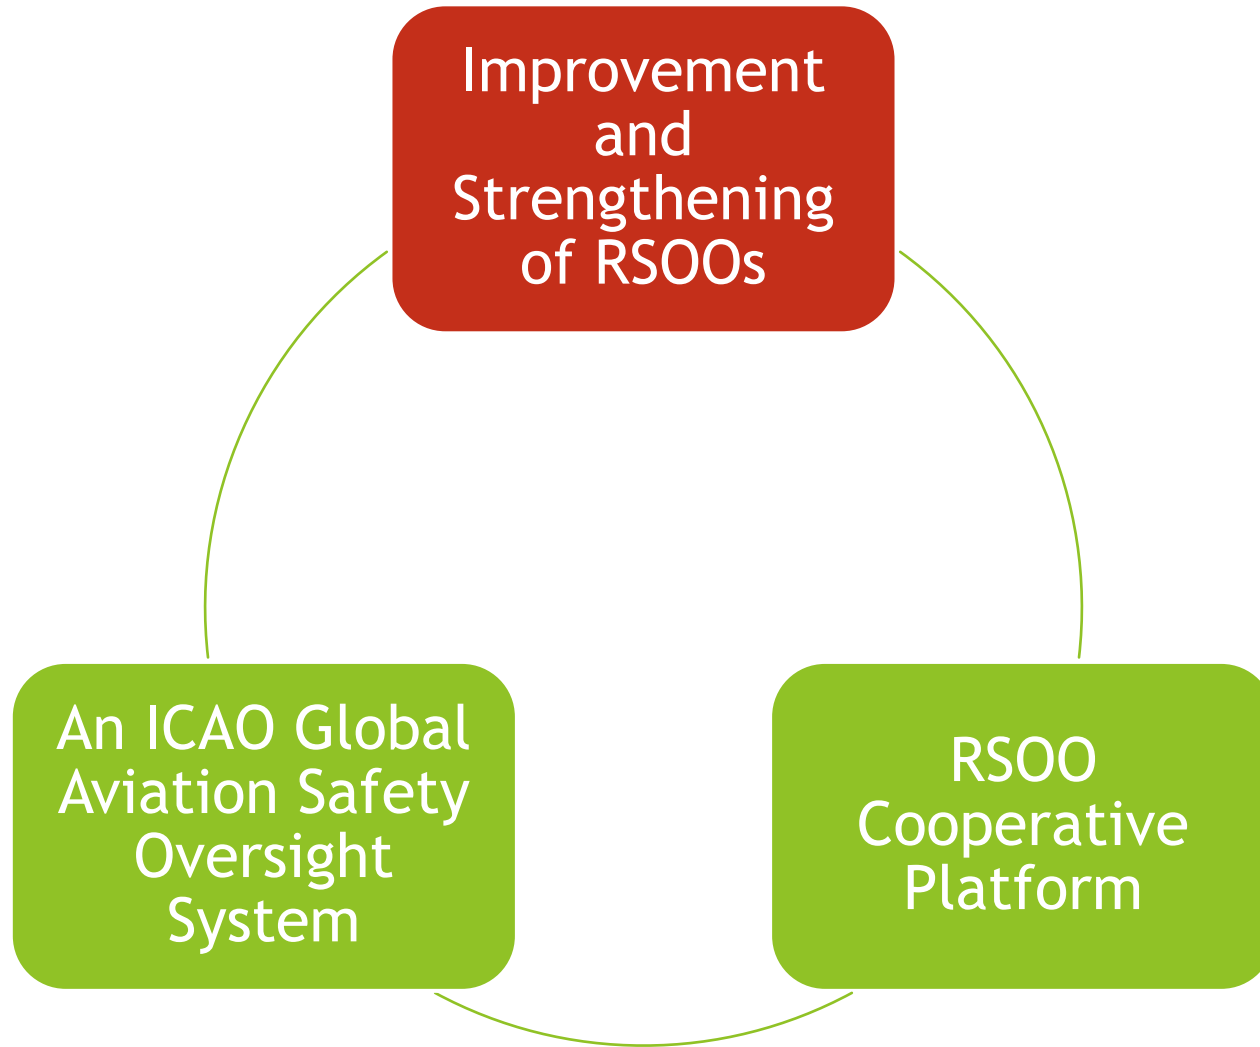 Improvement
and
Strengthening
of RSOOs
An ICAO Global
Aviation Safety
Oversight
System
RSOO
Cooperative
Platform